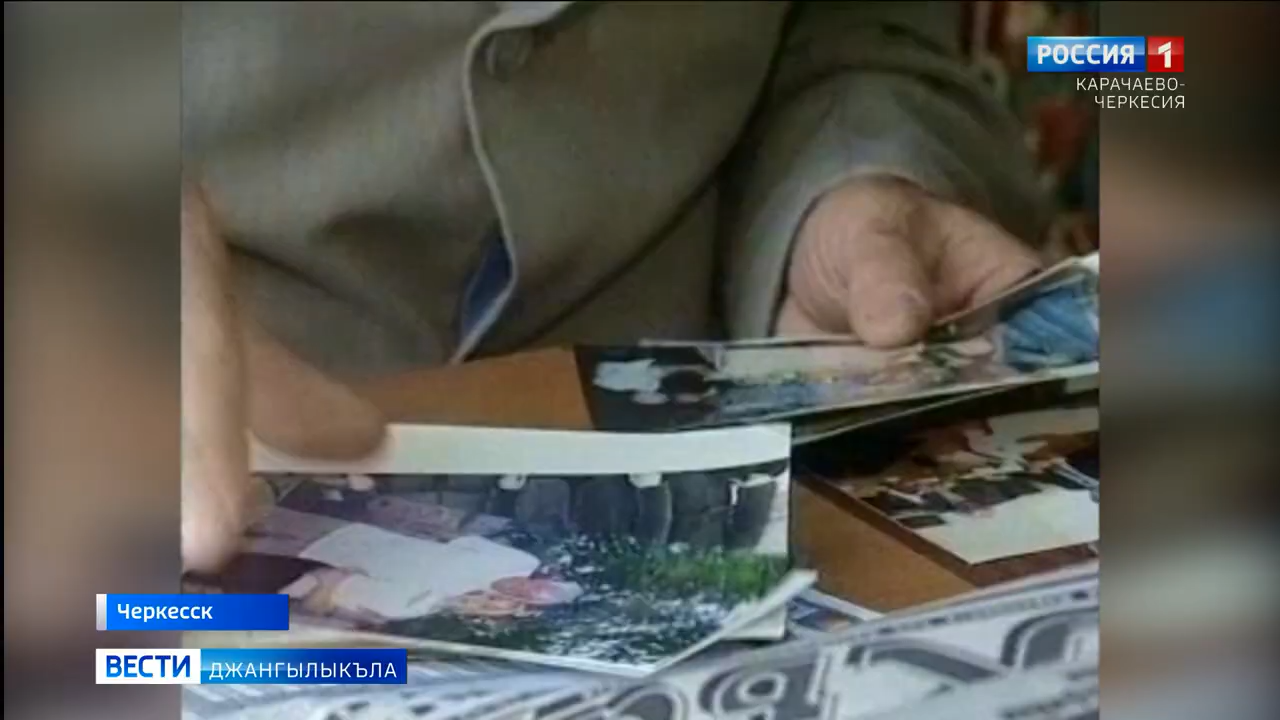 РОССИЯ 1
КАРАЧАЕВО-
ЧЕРКЕСИЯ
Черкесск
ВЕСТИ ДЖАНГЫЛЫКЪЛА